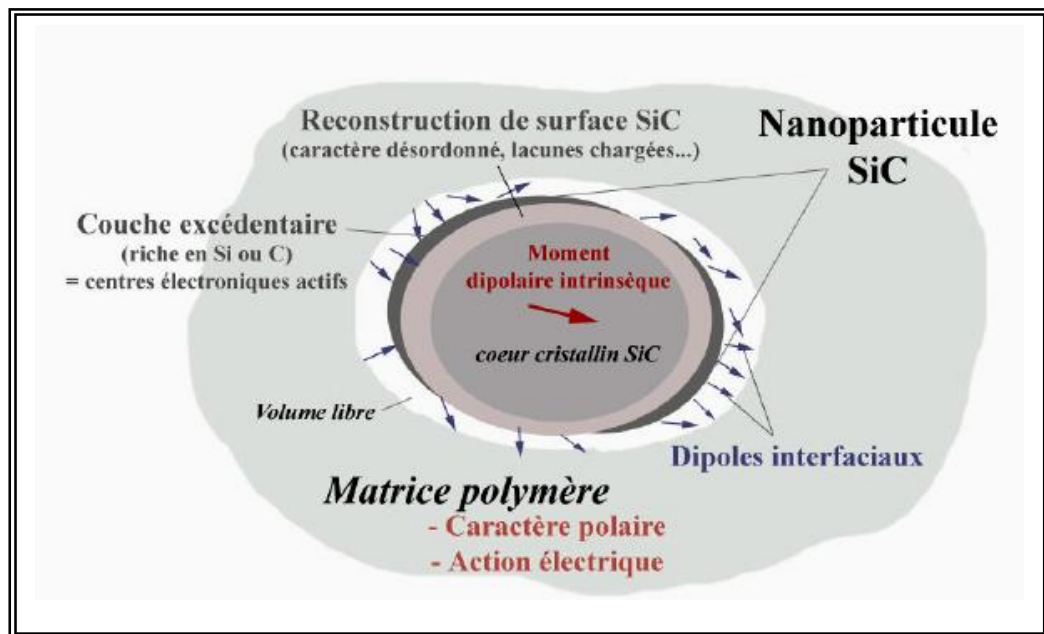 Reconstruction de surface SiC
(caractère désordonné, lacunes chargées...)
Nanoparticule
SiC
Couche excédentaire
(riche en Si ou C)
= centres électroniques actifs
Moment
dipolaire intrinsèque
coeur cristallin SiC
Volume libre
Dipoles interfaciaux
Matrice polymère
- Caractère polaire
- Action électrique